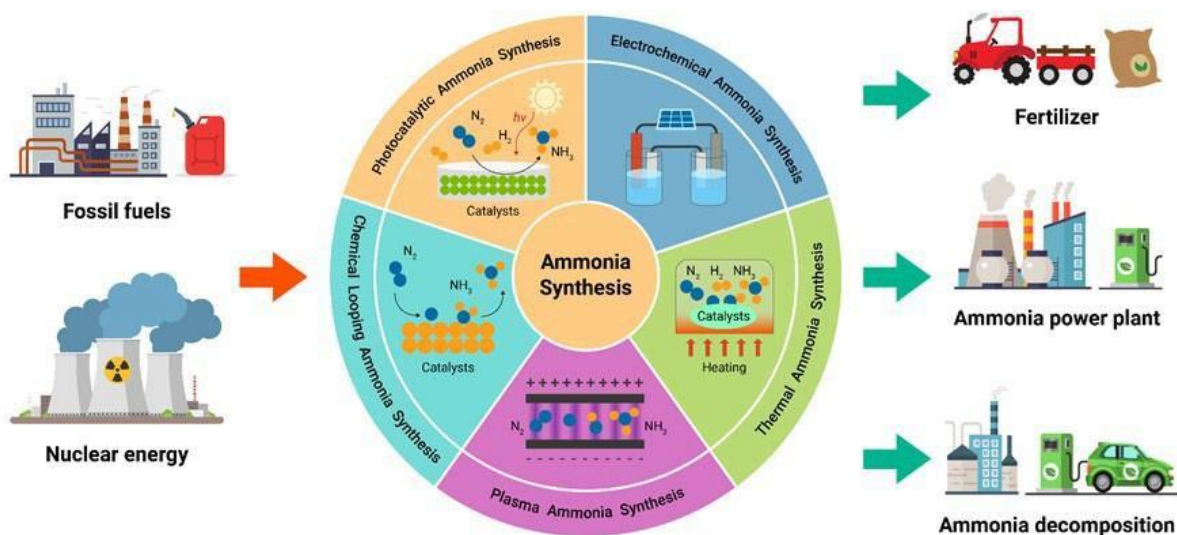 Fossil fuels
Nuclear energy
Photocatalytic Ammonia Synthesis
N₂
H₂
hν
NH₃
Catalysts
Electrochemical Ammonia Synthesis
Chemical Looping Ammonia Synthesis
N₂
NH₃
Catalysts
Ammonia
Synthesis
Thermal Ammonia Synthesis
N₂ H₂ NH₃
Catalysts
Heating
Plasma Ammonia Synthesis
+ + + + + + + + + +
N₂
NH₃
- - - - - - - - - -
Fertilizer
Ammonia power plant
Ammonia decomposition